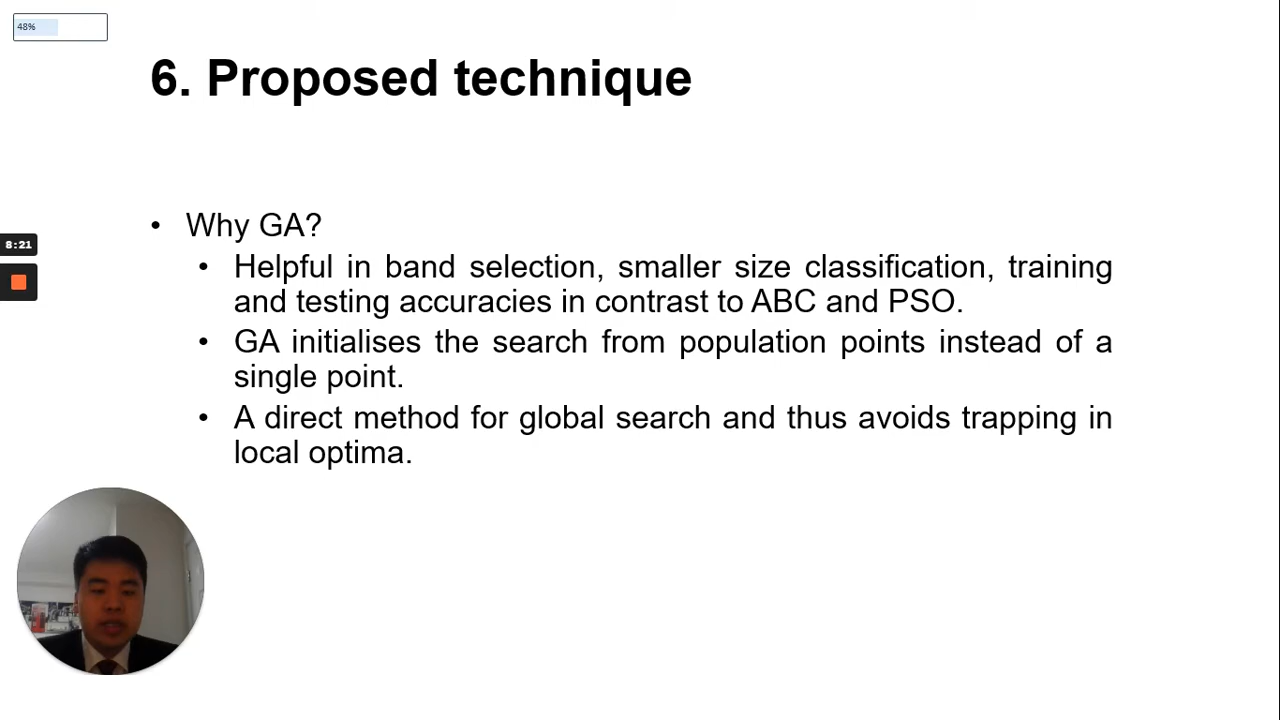 48%
6. Proposed technique
• Why GA?
• Helpful in band selection, smaller size classification, training
and testing accuracies in contrast to ABC and PSO.
• GA initialises the search from population points instead of a
single point.
• A direct method for global search and thus avoids trapping in
local optima.
8:21